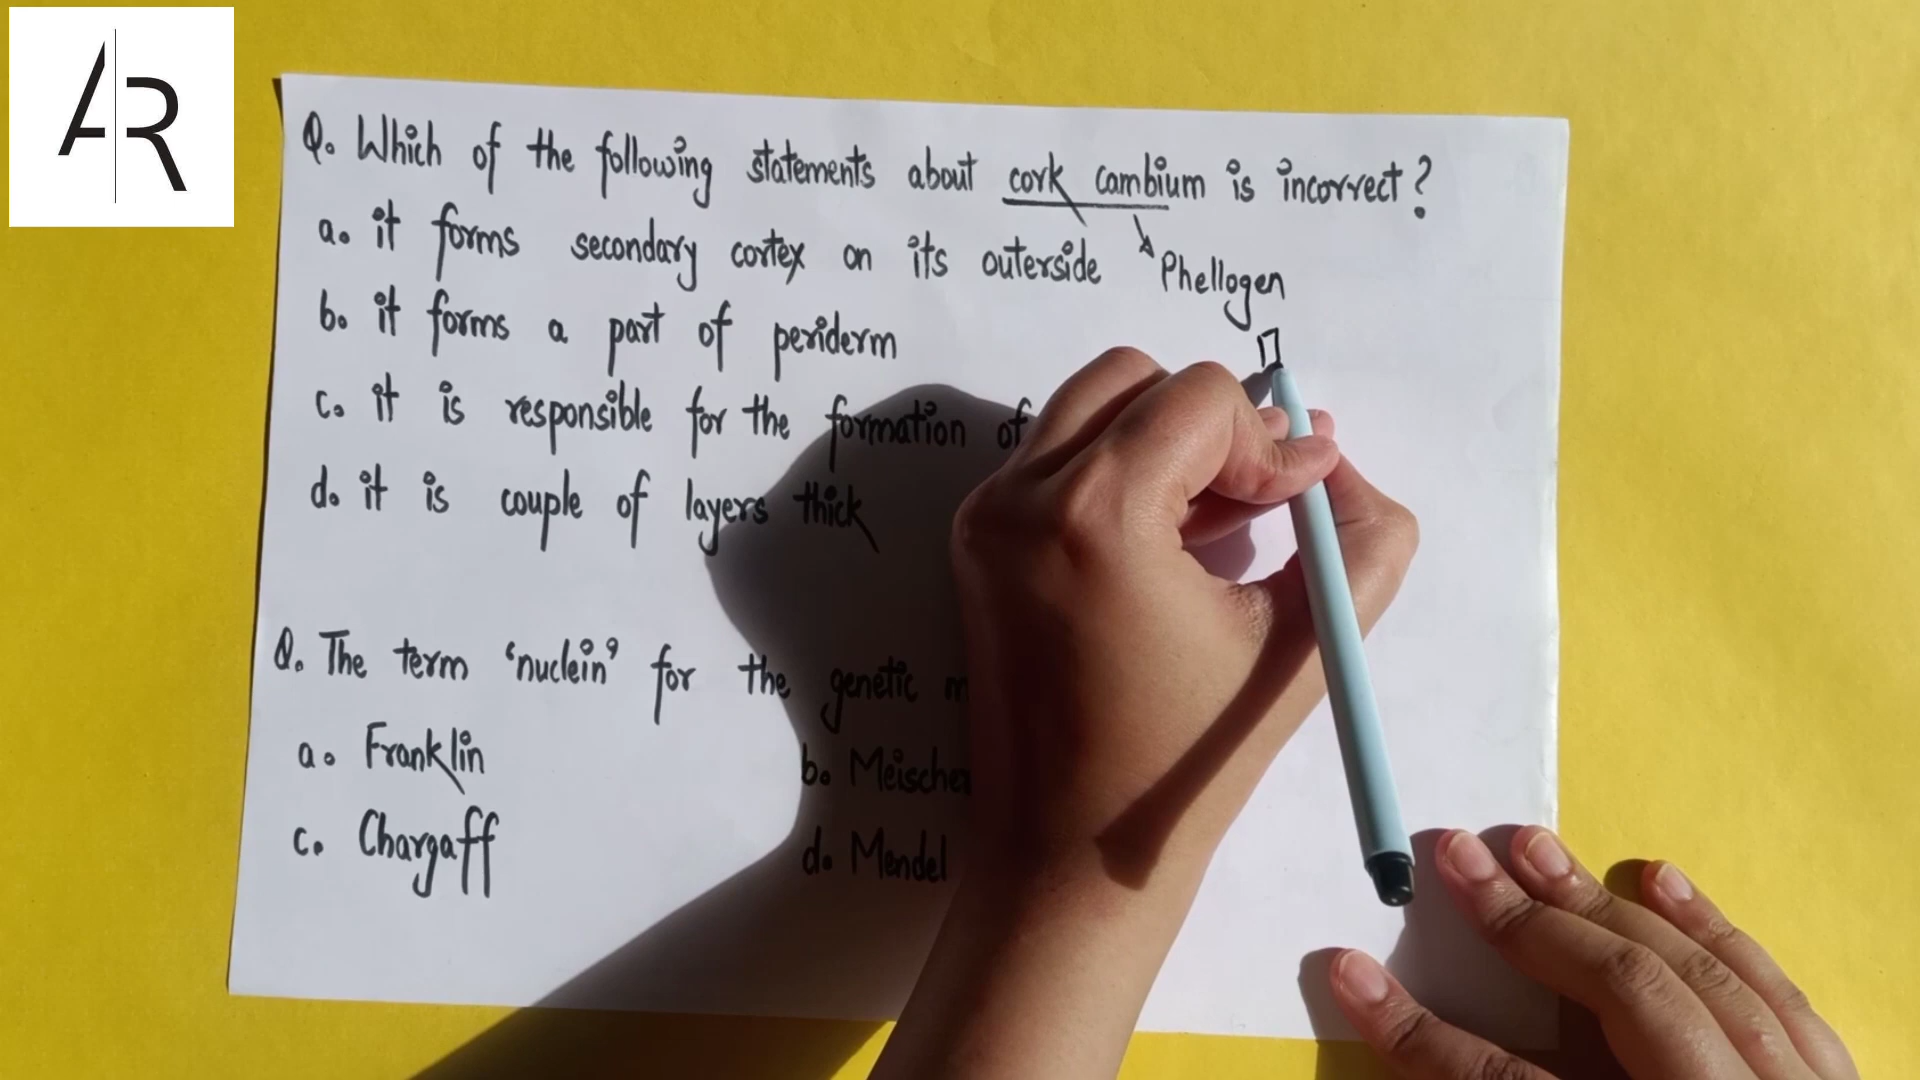 AR
Q. Which of the following statements about cork cambium is incorrect?
a. it forms secondary cortex on its outerside
Phellogen
b. it forms a part of periderm
c. it is responsible for the formation of
d. it is couple of layers thick
Q. The term 'nuclein' for the genetic
a. Franklin
b. Meischer
c. Chargaff
d. Mendel